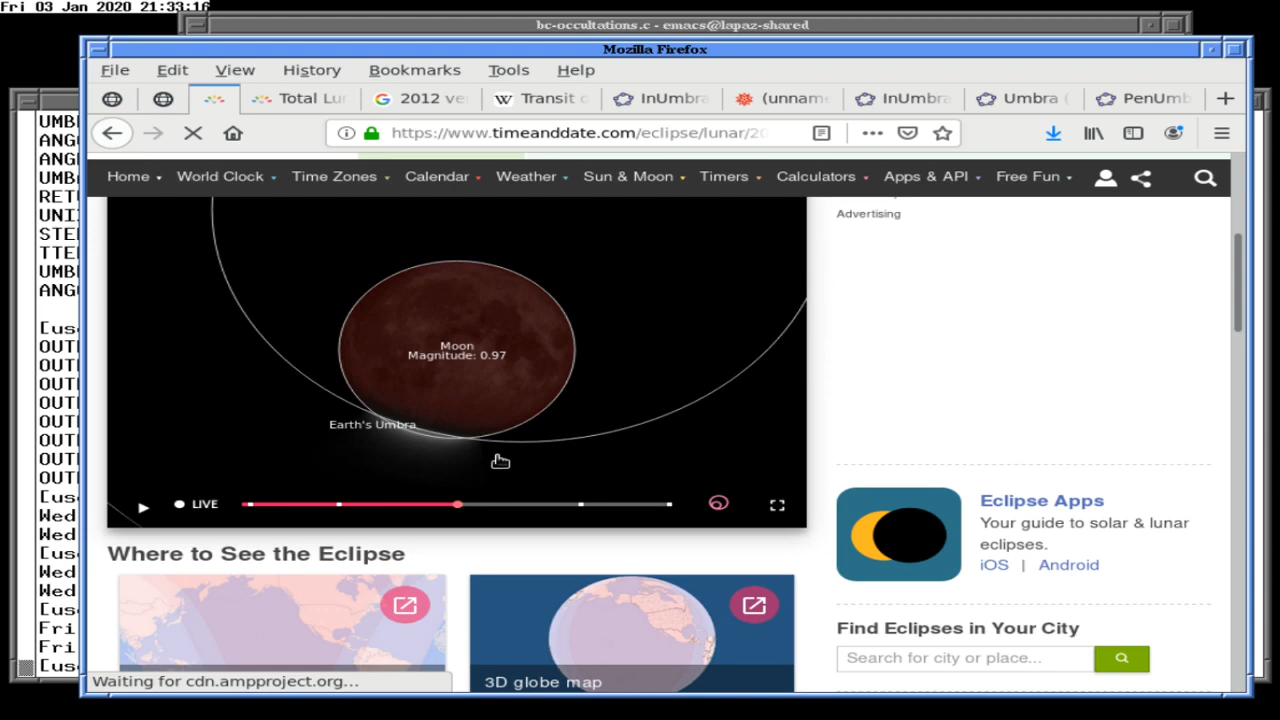 Fri 03 Jan 2020 21:33:16
bc-occultations.c - emacs@lapaz-shared
Mozilla Firefox
File Edit View History Bookmarks Tools Help
Total Lu
2012 ve
Transit
InUmbra
(unname
InUmbra
Umbra (
PenUmb
https://www.timeanddate.com/eclipse/lunar/20
Home World Clock Time Zones Calendar Weather Sun & Moon Timers Calculators Apps & API Free Fun
Advertising
Moon
Magnitude: 0.97
Earth's Umbra
LIVE
Where to See the Eclipse
3D globe map
Eclipse Apps
Your guide to solar & lunar
eclipses.
iOS | Android
Find Eclipses in Your City
Search for city or place...
Waiting for cdn.ampproject.org...
UMB
ANG
ANG
UMB
RET
UNI
STE
TTE
UMB
ANG
[us
OUT
OUT
OUT
OUT
OUT
OUT
OUT
OUT
[us
Wed
Wed
[us
Wed
Wed
[us
Fri
Fri
[us